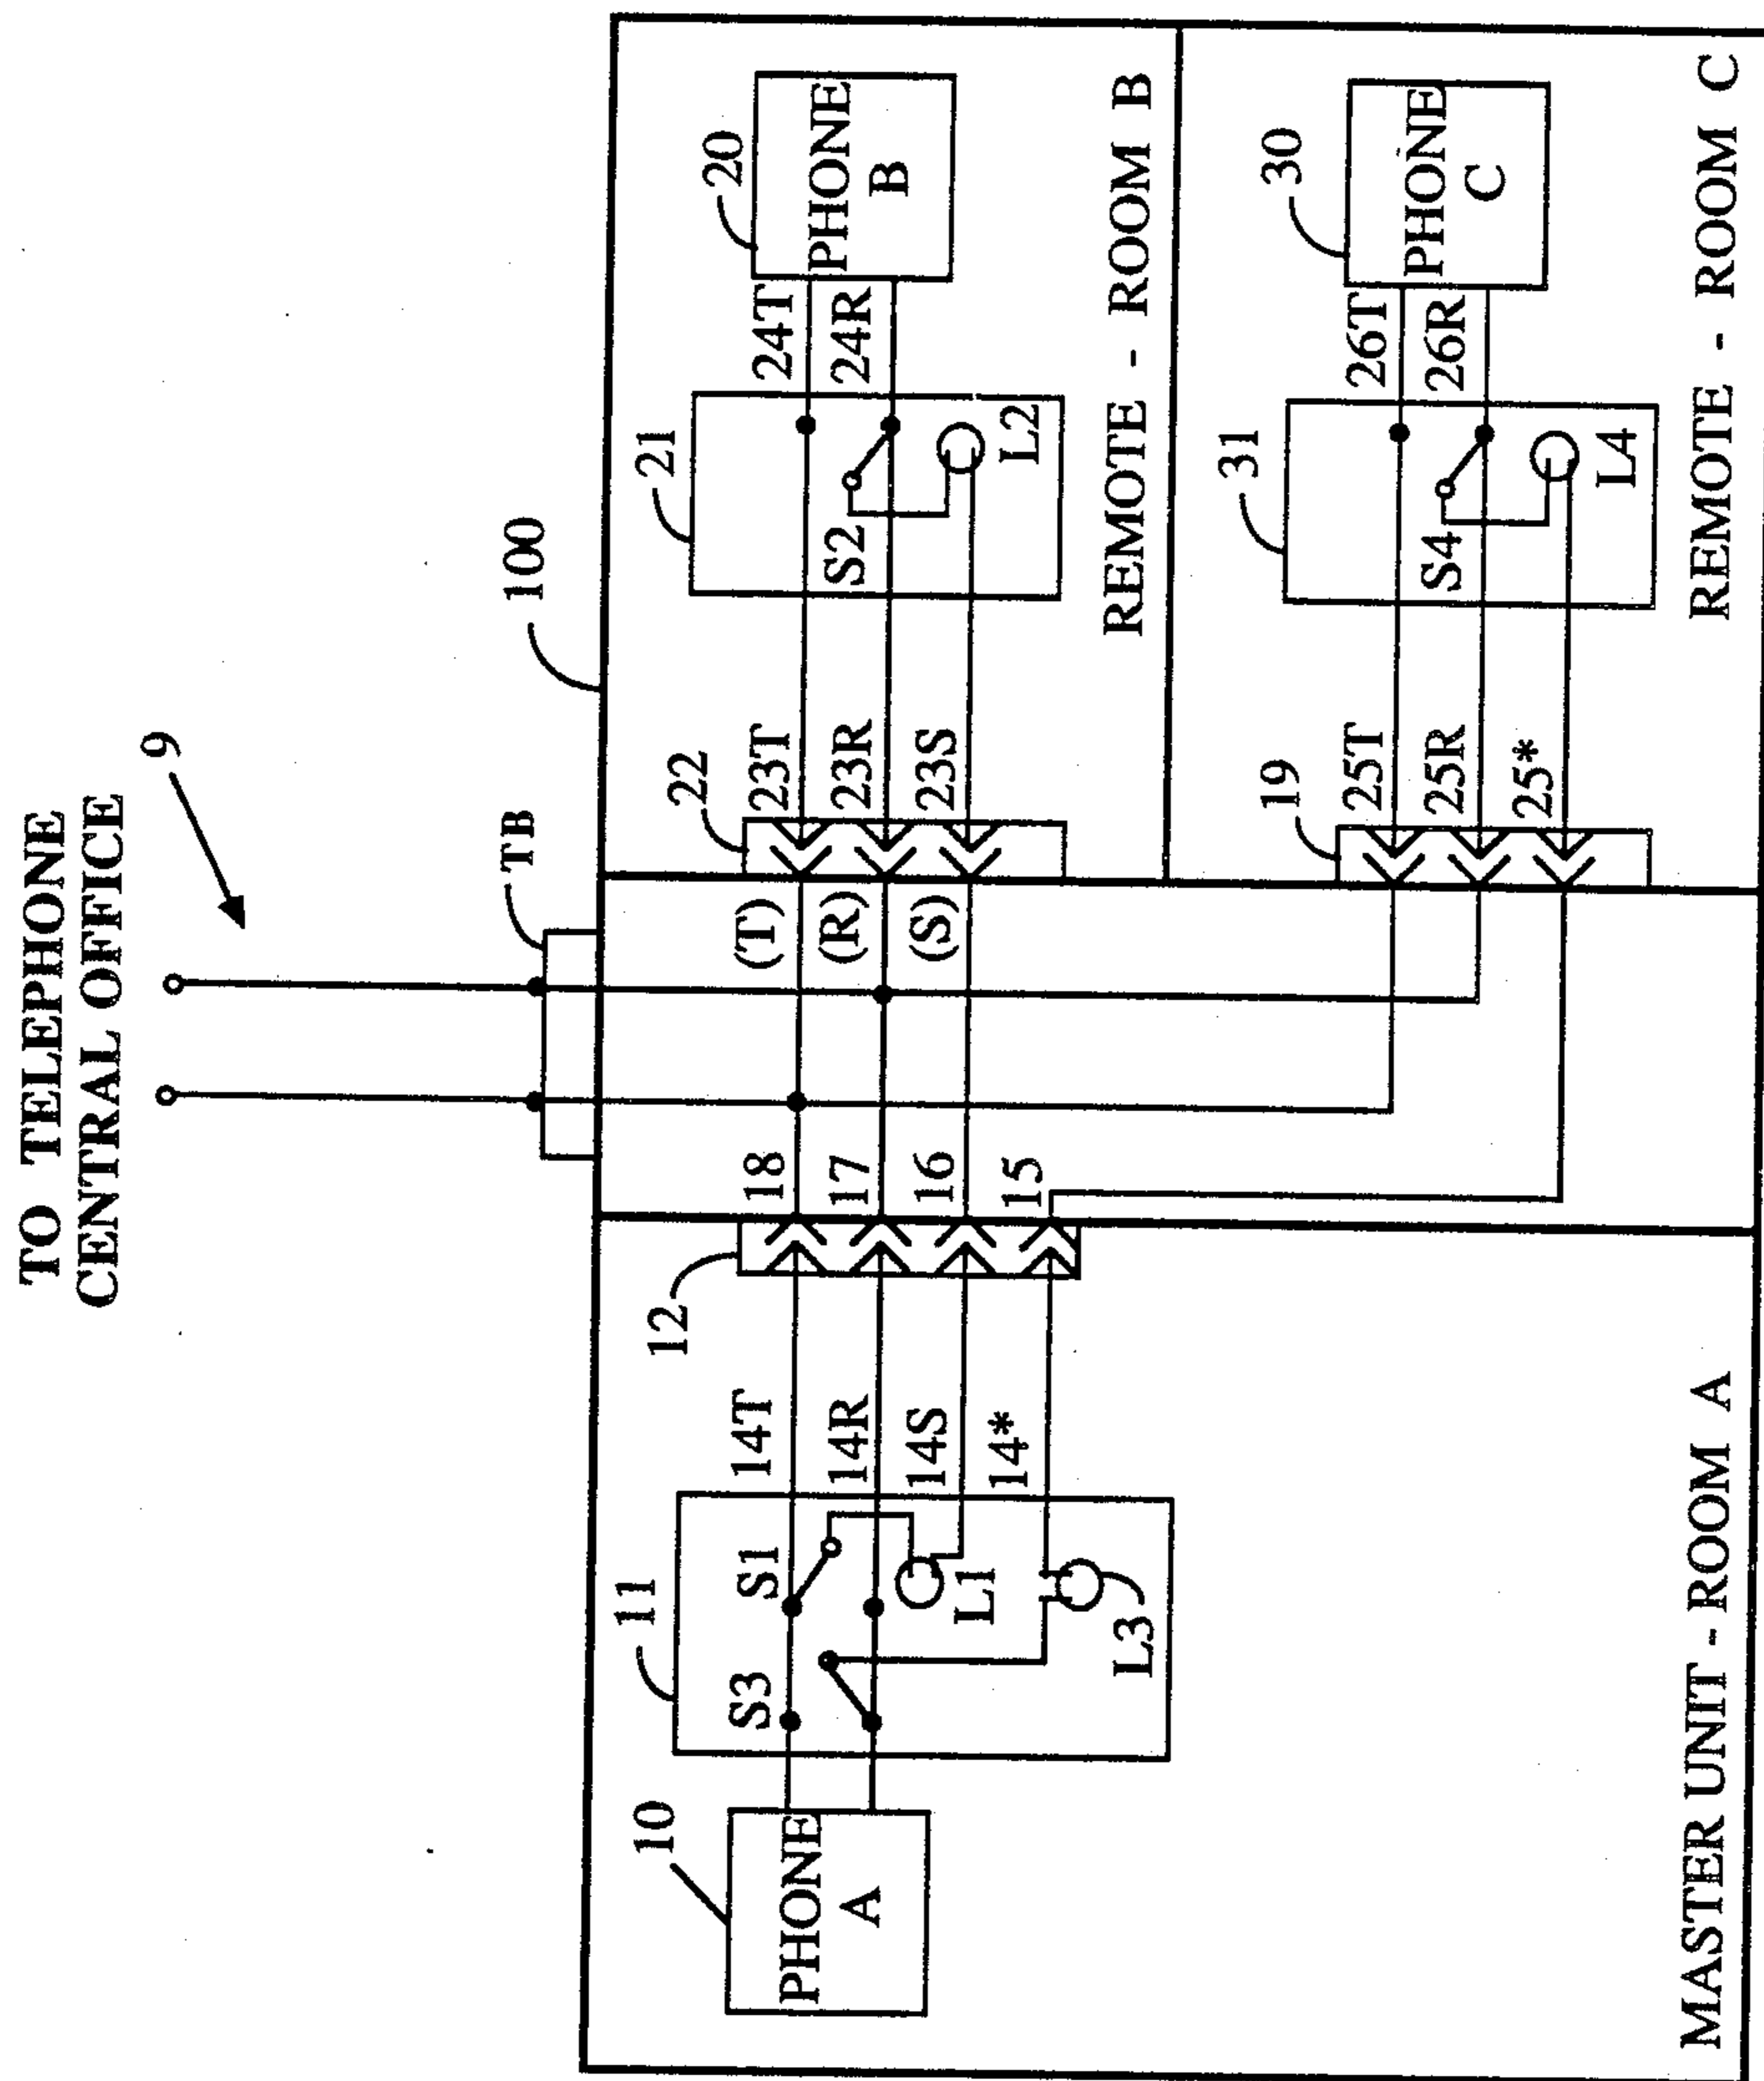 TO TELEPHONE
CENTRAL OFFICE
9
TB
100
10
PHONE
A
11
S3
S1
L1
L3
14T
14R
14S
14*
12
18
17
16
15
(T)
(R)
(S)
22
23T
23R
23S
21
S2
L2
24T
24R
20
PHONE
B
REMOTE - ROOM B
19
25T
25R
25*
31
S4
L4
26T
26R
30
PHONE
C
REMOTE - ROOM C
MASTER UNIT - ROOM A